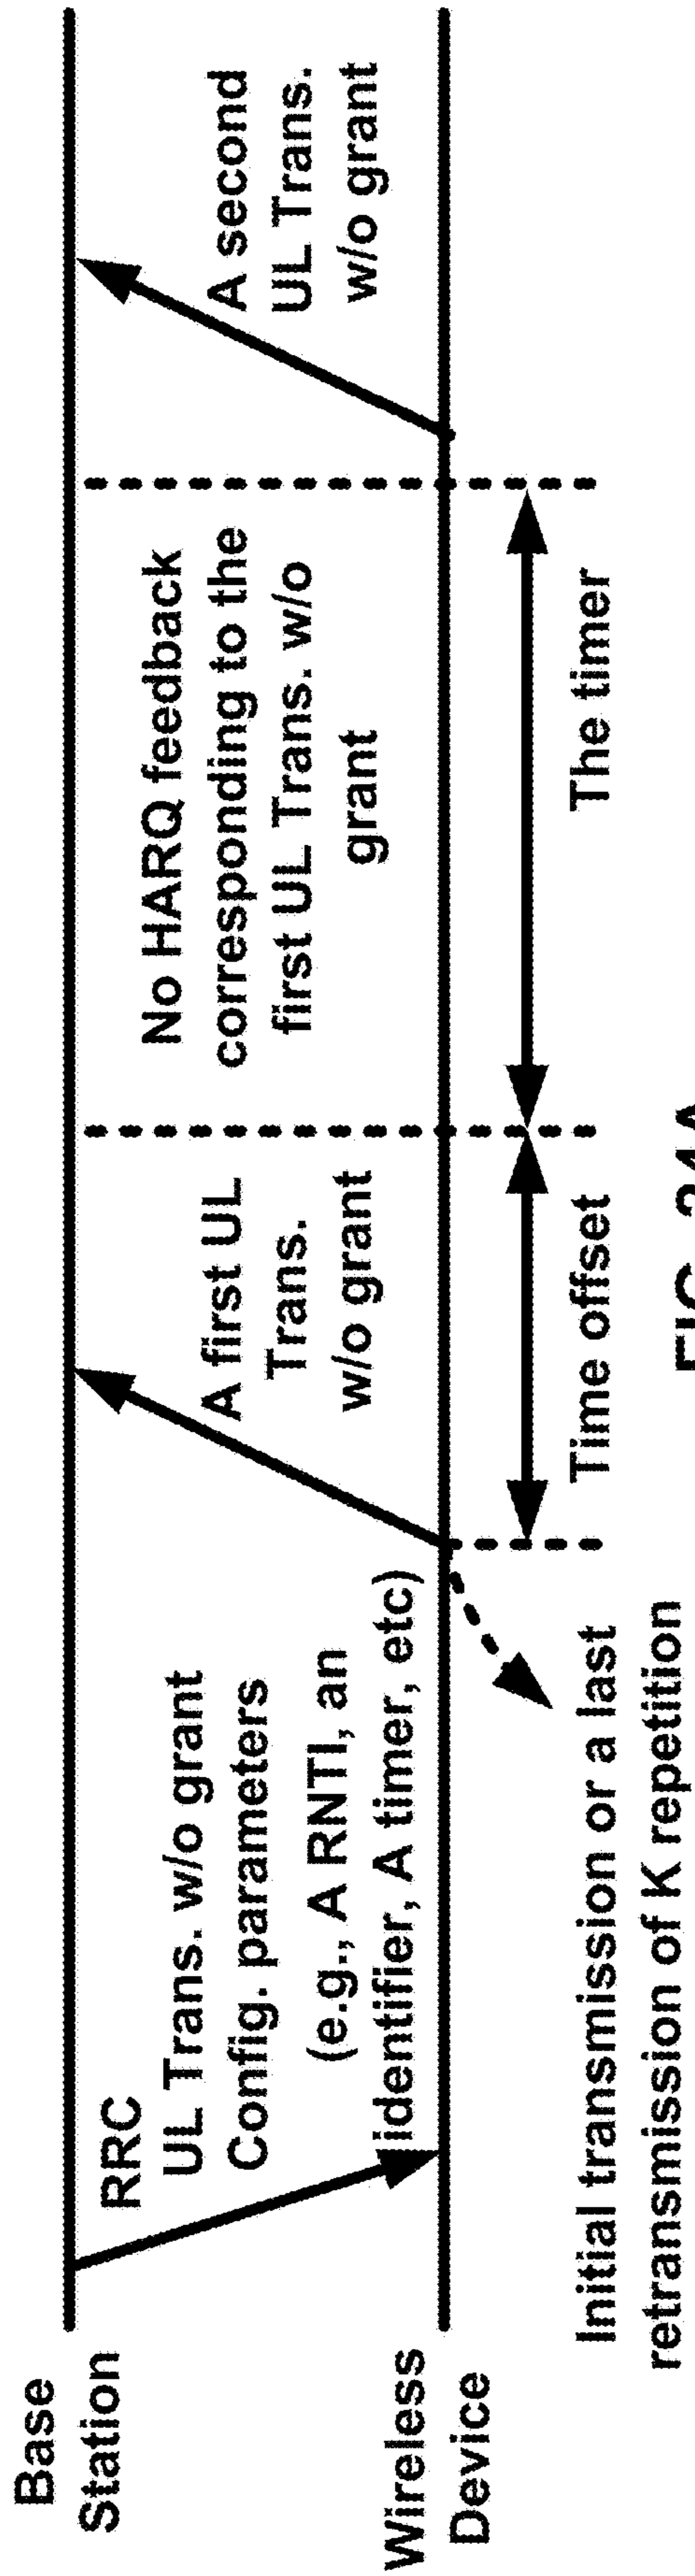 Base
Station
RRC
UL Trans. w/o grant
Config. parameters
(e.g., A RNTI, an
identifier, A timer, etc)
A first UL
Trans.
w/o grant
No HARQ feedback
corresponding to the
first UL Trans. w/o
grant
A second
UL Trans.
w/o grant
Wireless
Device
Time offset
The timer
Initial transmission or a last
retransmission of K repetition